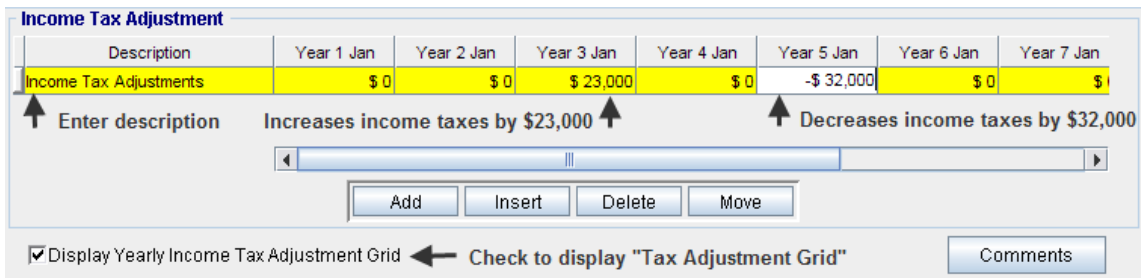 Income Tax Adjustment
Description Year 1 Jan Year 2 Jan Year 3 Jan Year 4 Jan Year 5 Jan Year 6 Jan Year 7 Jan
Income Tax Adjustments $ 0 $ 0 $ 23,000 $ 0 -$ 32,000 $ 0 $
Enter description Increases income taxes by $23,000 Decreases income taxes by $32,000
Add Insert Delete Move
Display Yearly Income Tax Adjustment Grid Check to display "Tax Adjustment Grid" Comments